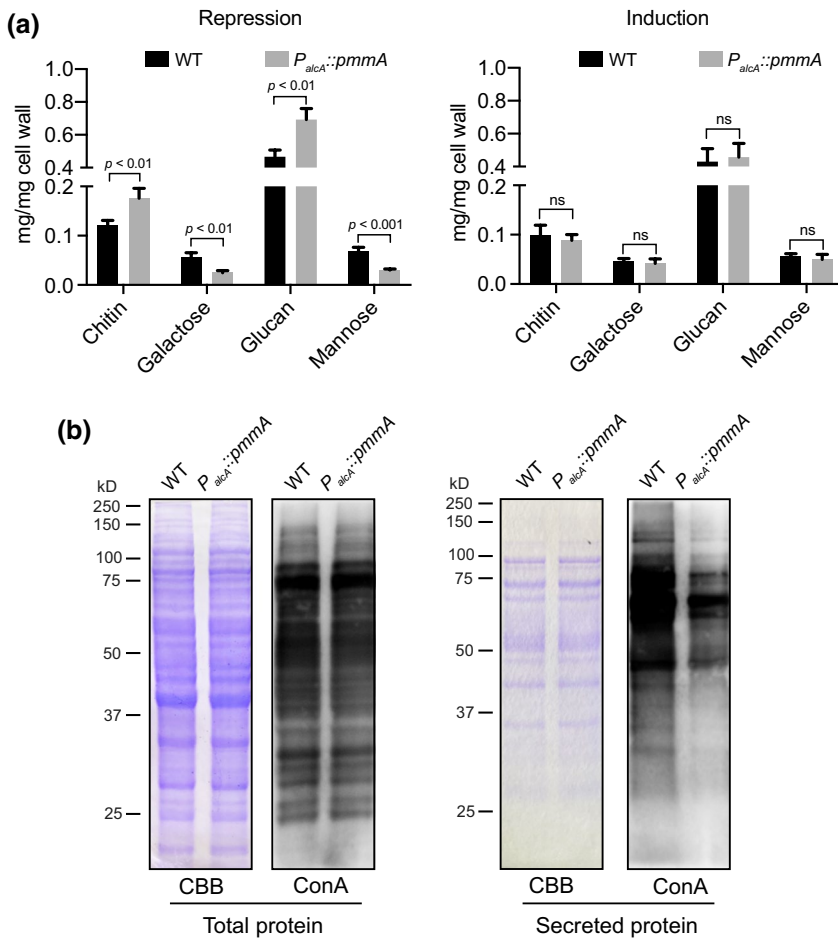 (a)
Repression
WT
PalcA::pmmA
mg/mg cell wall
1.0
0.8
0.6
0.4
0.2
0.1
0.0
p < 0.01
p < 0.01
p < 0.01
p < 0.001
Chitin
Galactose
Glucan
Mannose
Induction
WT
PalcA::pmmA
mg/mg cell wall
1.0
0.8
0.6
0.4
0.2
0.1
0.0
ns
ns
ns
ns
Chitin
Galactose
Glucan
Mannose
(b)
kD
WT
PalcA::pmmA
WT
PalcA::pmmA
250
150
100
75
50
37
25
CBB
ConA
Total protein
kD
WT
PalcA::pmmA
WT
PalcA::pmmA
250
150
100
75
50
37
25
CBB
ConA
Secreted protein